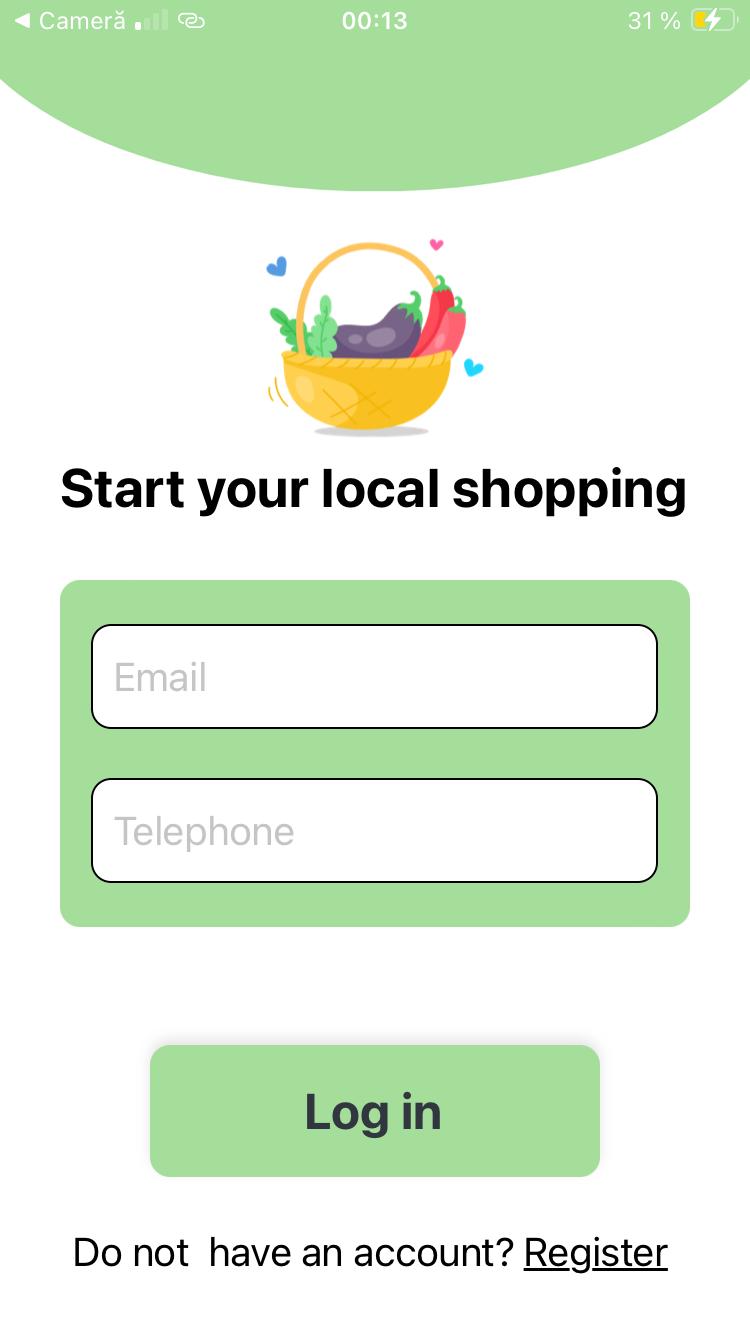 ◀ Cameră 00:13 31 %
Start your local shopping
Email
Telephone
Log in
Do not  have an account? Register